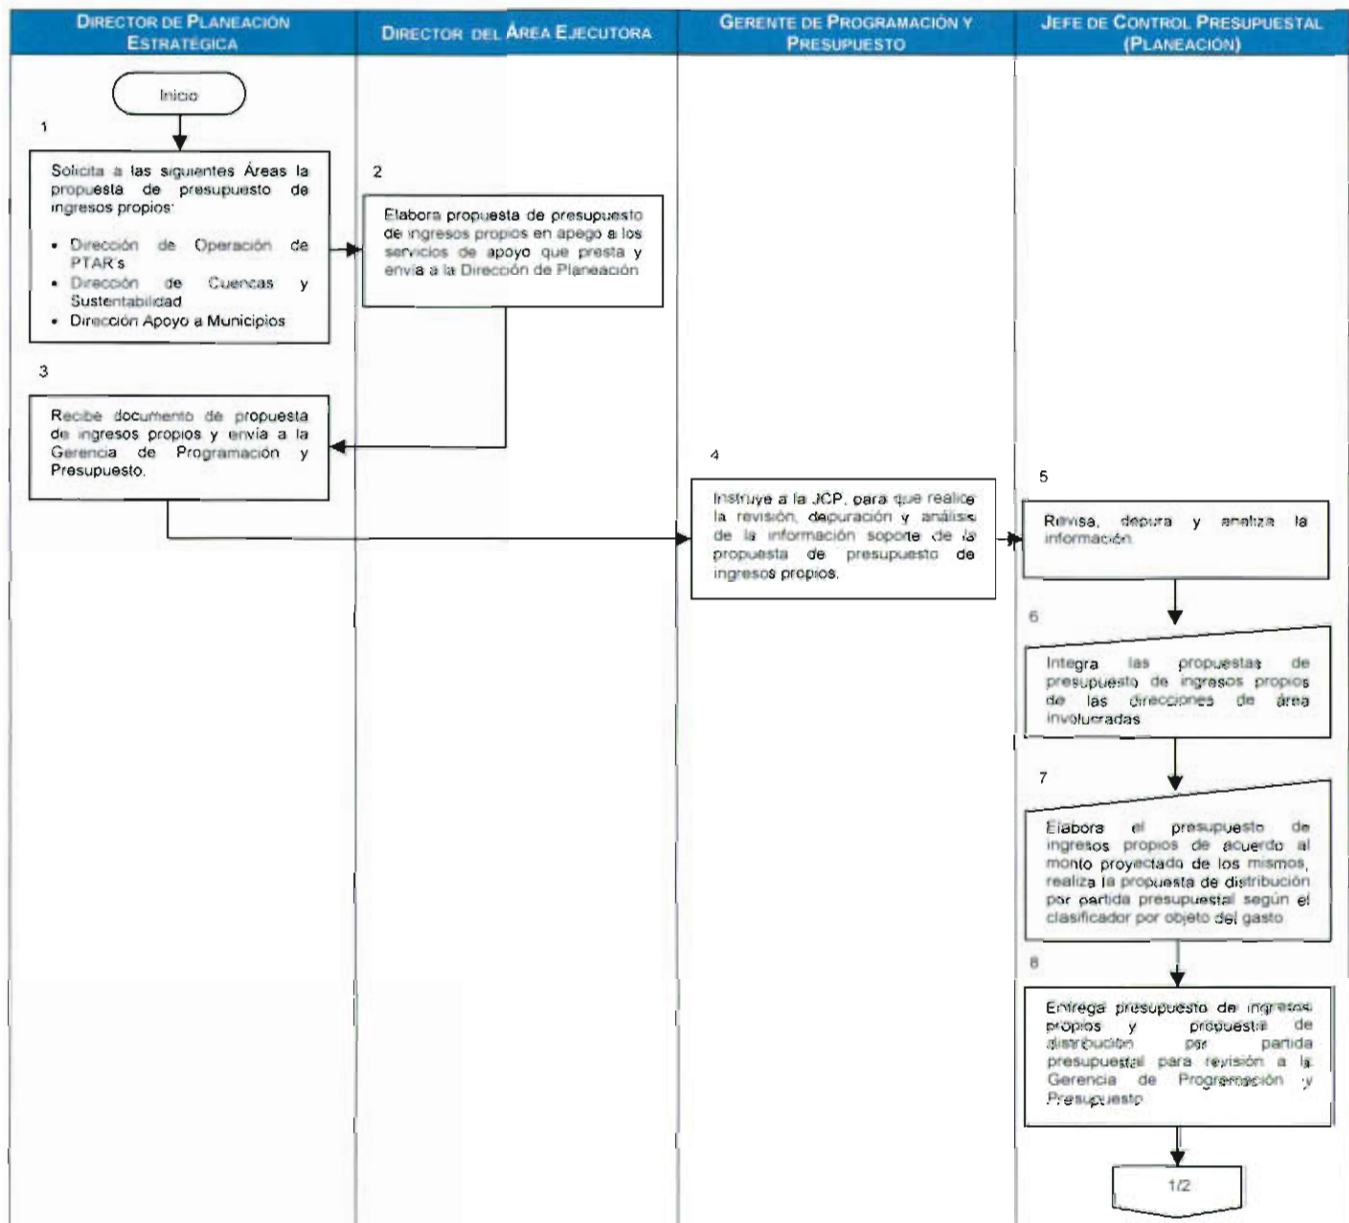 DIRECTOR DE PLANEACIÓN
ESTRATÉGICA
DIRECTOR DEL ÁREA EJECUTORA
GERENTE DE PROGRAMACIÓN Y
PRESUPUESTO
JEFE DE CONTROL PRESUPUESTAL
(PLANEACIÓN)
Inicio
1
Solicita a las siguientes Áreas la
propuesta de presupuesto de
ingresos propios:
• Dirección de Operación de
PTAR's
• Dirección de Cuencas y
Sustentabilidad
• Dirección Apoyo a Municipios
2
Elabora propuesta de presupuesto
de ingresos propios en apego a los
servicios de apoyo que presta y
envía a la Dirección de Planeación
3
Recibe documento de propuesta
de ingresos propios y envía a la
Gerencia de Programación y
Presupuesto.
4
Instruye a la JCP, para que realice
la revisión, depuración y análisis
de la información soporte de la
propuesta de presupuesto de
ingresos propios.
5
Revisa, depura y analiza la
información.
6
Integra las propuestas de
presupuesto de ingresos propios
de las direcciones de área
involucradas
7
Elabora el presupuesto de
ingresos propios de acuerdo al
monto proyectado de los mismos,
realiza la propuesta de distribución
por partida presupuestal según el
clasificador por objeto del gasto
8
Entrega presupuesto de ingresos
propios y propuesta de
distribución por partida
presupuestal para revisión a la
Gerencia de Programación y
Presupuesto
1/2